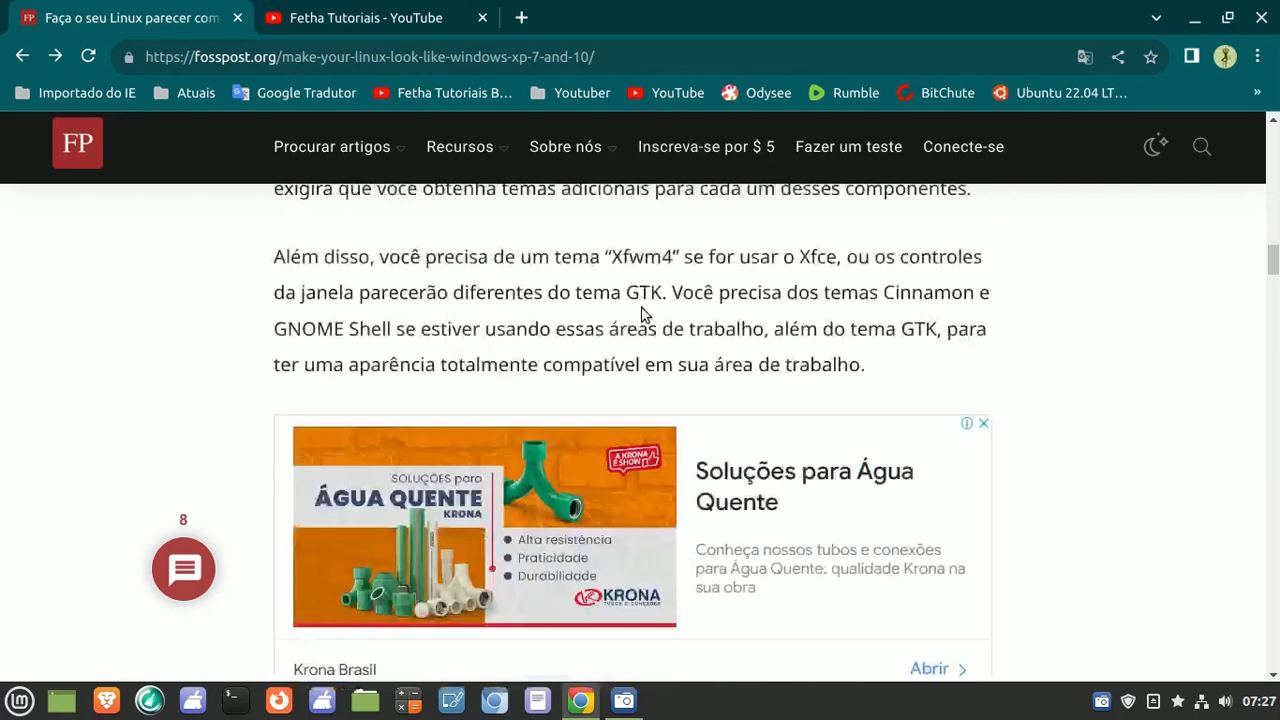 Faça o seu Linux parecer com
Fetha Tutoriais - YouTube
https://fosspost.org/make-your-linux-look-like-windows-xp-7-and-10/
Importado do IE
Atuais
Google Tradutor
Fetha Tutoriais B...
Youtuber
YouTube
Odysee
Rumble
BitChute
Ubuntu 22.04 LT...
»
FP
Procurar artigos
Recursos
Sobre nós
Inscreva-se por $ 5
Fazer um teste
Conecte-se
exigirá que você obtenha temas adicionais para cada um desses componentes.
Além disso, você precisa de um tema “Xfwm4” se for usar o Xfce, ou os controles
da janela parecerão diferentes do tema GTK. Você precisa dos temas Cinnamon e
GNOME Shell se estiver usando essas áreas de trabalho, além do tema GTK, para
ter uma aparência totalmente compatível em sua área de trabalho.
SOLUÇÕES para
ÁGUA QUENTE
KRONA
A KRONA
É SHOW
• Alta resistência
• Praticidade
• Durabilidade
KRONA
TUBOS E CONEXÕES
Soluções para Água
Quente
Conheça nossos tubos e conexões
para Água Quente: qualidade Krona na
sua obra
Krona Brasil
Abrir
8
07:27